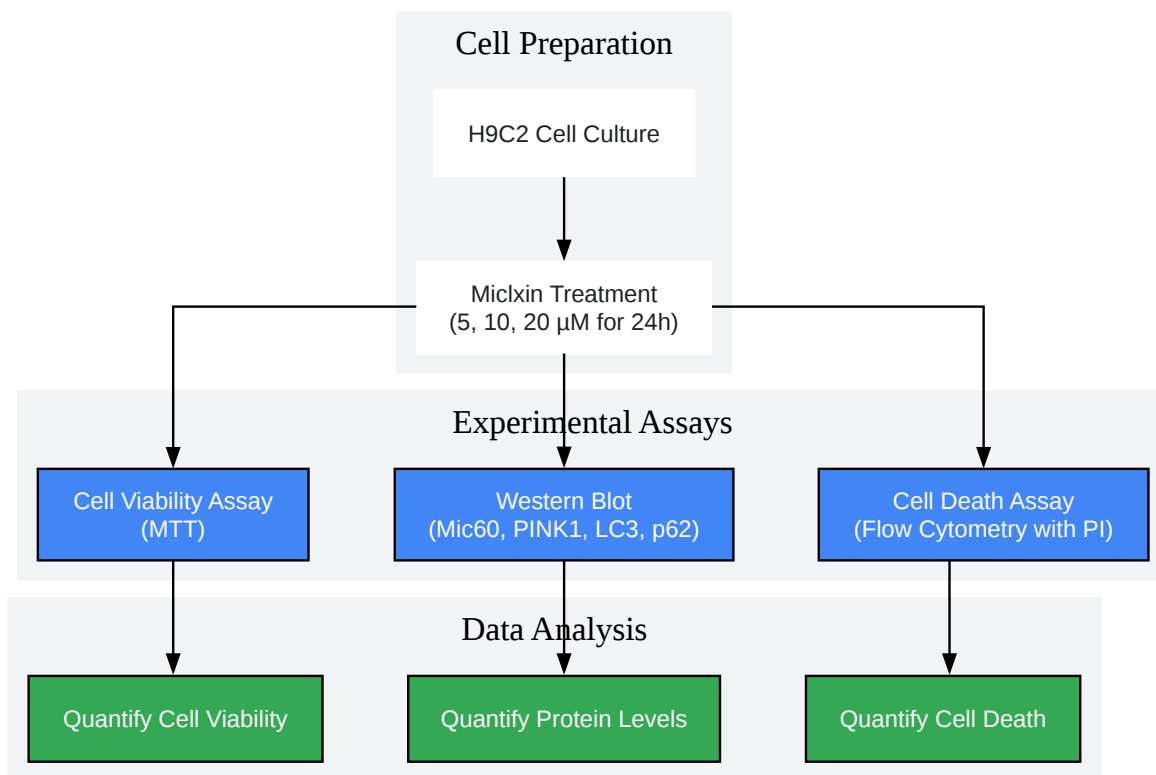 Cell Preparation
H9C2 Cell Culture
Miclxin Treatment
(5, 10, 20 µM for 24h)
Experimental Assays
Cell Viability Assay
(MTT)
Western Blot
(Mic60, PINK1, LC3, p62)
Cell Death Assay
(Flow Cytometry with PI)
Data Analysis
Quantify Cell Viability
Quantify Protein Levels
Quantify Cell Death